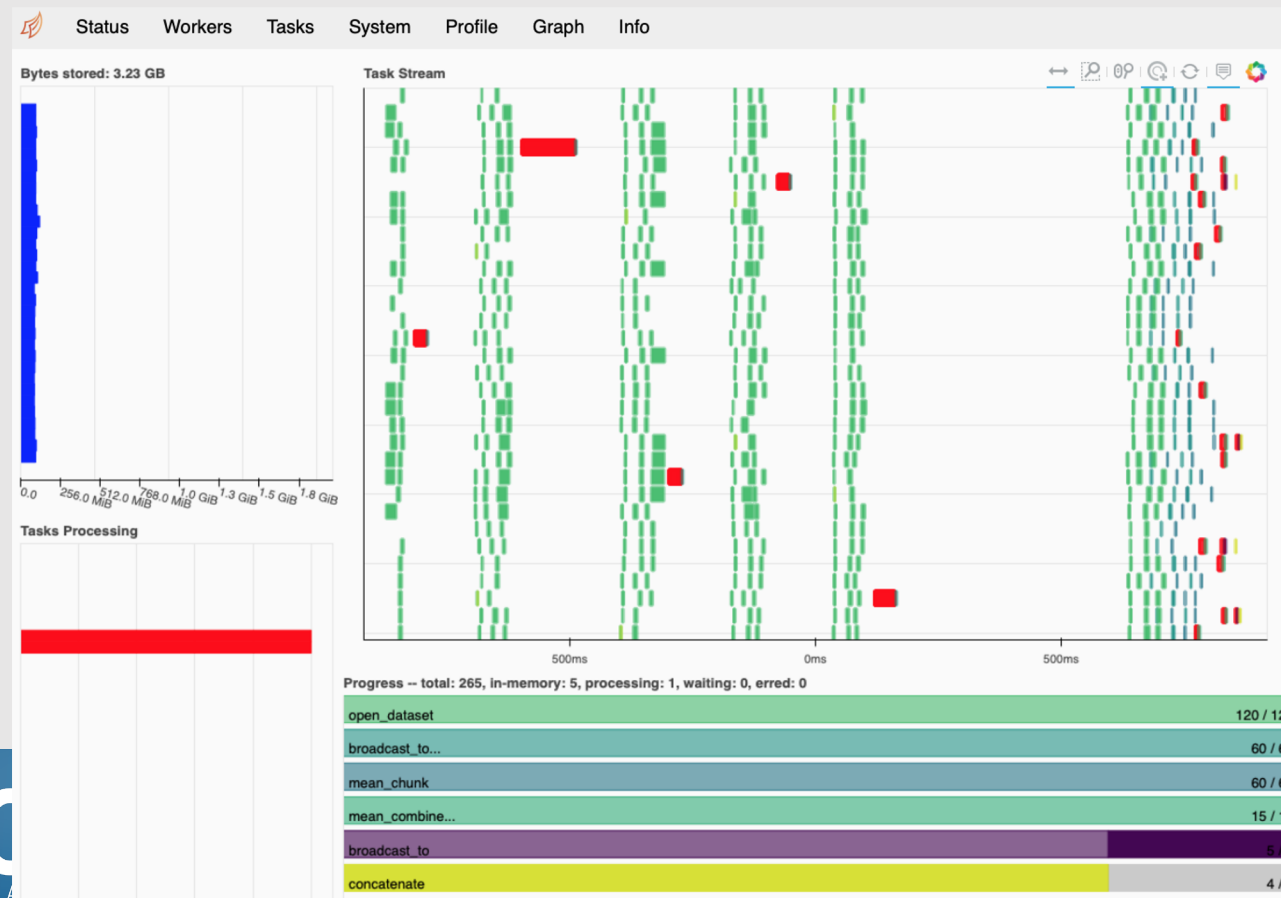 Status Workers Tasks System Profile Graph Info
Bytes stored: 3.23 GB
Task Stream
0.0 256.0 MiB 512.0 MiB 768.0 MiB 1.0 GiB 1.3 GiB 1.5 GiB 1.8 GiB
Tasks Processing
500ms 0ms 500ms
Progress -- total: 265, in-memory: 5, processing: 1, waiting: 0, erred: 0
open_dataset 120 / 12
broadcast_to... 60 /
mean_chunk 60 /
mean_combine... 15 /
broadcast_to 5
concatenate 4 /